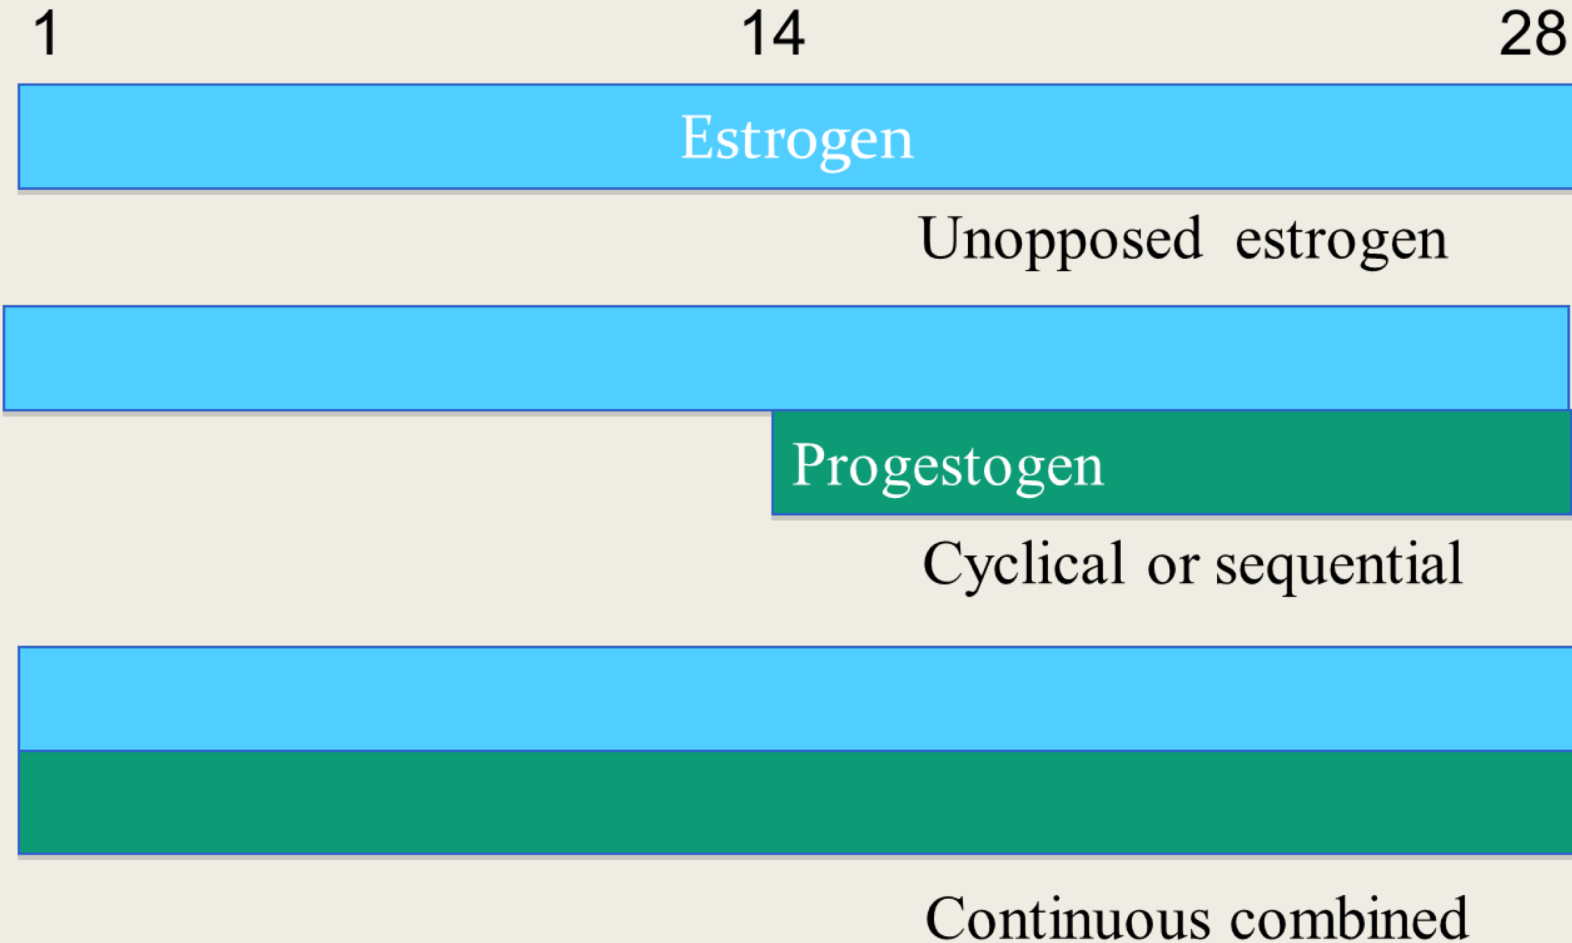 1 14 28
Estrogen
Unopposed estrogen
Progestogen
Cyclical or sequential
Continuous combined